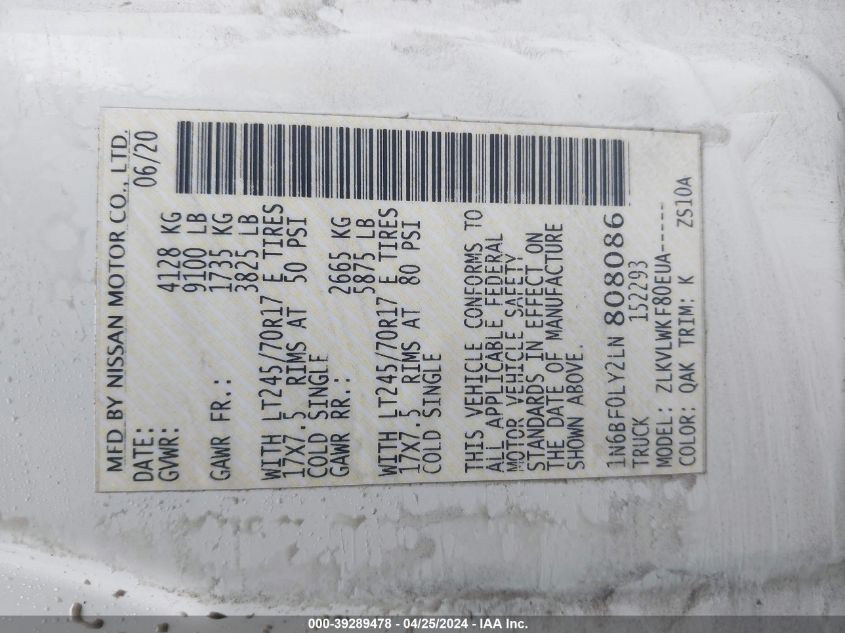 MFD BY NISSAN MOTOR CO., LTD.
DATE: 06/20
GVWR: 4128 KG
9100 LB
GAWR FR.: 1735 KG
3825 LB
WITH LT245/70R17 E TIRES
17X7.5 RIMS AT 50 PSI
COLD SINGLE
GAWR RR.: 2665 KG
5875 LB
WITH LT245/70R17 E TIRES
17X7.5 RIMS AT 80 PSI
COLD SINGLE
THIS VEHICLE CONFORMS TO
ALL APPLICABLE FEDERAL
MOTOR VEHICLE SAFETY
STANDARDS IN EFFECT ON
THE DATE OF MANUFACTURE
SHOWN ABOVE.
1N6BF0LY2LN 808086
TRUCK 152293
MODEL: ZLKVLWKF80EUA-----
COLOR: QAK TRIM: K ZS10A
000-39289478 - 04/25/2024 - IAA Inc.